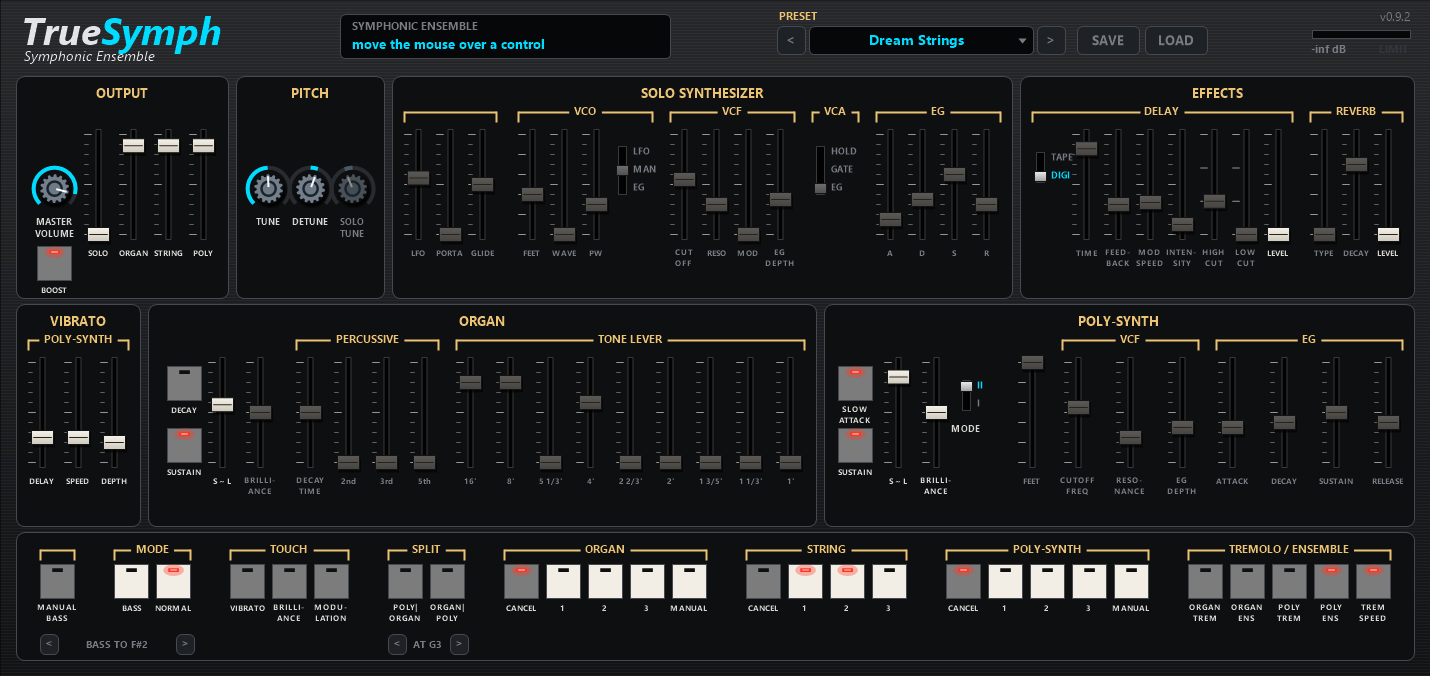 TrueSymph
Symphonic Ensemble
SYMPHONIC ENSEMBLE
move the mouse over a control
PRESET
< Dream Strings > SAVE LOAD
v0.9.2
-inf dB LIMIT
OUTPUT
MASTER
VOLUME
BOOST
SOLO ORGAN STRING POLY
PITCH
TUNE DETUNE SOLO
TUNE
SOLO SYNTHESIZER
VCO VCF VCA EG
LFO PORTA GLIDE
FEET WAVE PW
LFO
MAN
EG
CUT
OFF
RESO MOD EG
DEPTH
HOLD
GATE
EG
A D S R
EFFECTS
DELAY REVERB
TAPE
DIGI
TIME FEED-
BACK
MOD
SPEED
INTEN-
SITY
HIGH
CUT
LOW
CUT
LEVEL
TYPE DECAY LEVEL
VIBRATO
POLY-SYNTH
DELAY SPEED DEPTH
ORGAN
PERCUSSIVE TONE LEVER
DECAY
SUSTAIN
S ~ L BRILLI-
ANCE
DECAY
TIME
2nd 3rd 5th
16' 8' 5 1/3' 4' 2 2/3' 2' 1 3/5' 1 1/3' 1'
POLY-SYNTH
VCF EG
SLOW
ATTACK
SUSTAIN
S ~ L BRILLI-
ANCE
II
I
MODE
FEET CUTOFF
FREQ
RESO-
NANCE
EG
DEPTH
ATTACK DECAY SUSTAIN RELEASE
MANUAL
BASS
MODE
BASS NORMAL
< BASS TO F#2 >
TOUCH
VIBRATO BRILLI-
ANCE
MODU-
LATION
SPLIT
POLY|
ORGAN
ORGAN|
POLY
< AT G3 >
ORGAN
CANCEL 1 2 3 MANUAL
STRING
CANCEL 1 2 3
POLY-SYNTH
CANCEL 1 2 3 MANUAL
TREMOLO / ENSEMBLE
ORGAN
TREM
ORGAN
ENS
POLY
TREM
POLY
ENS
TREM
SPEED